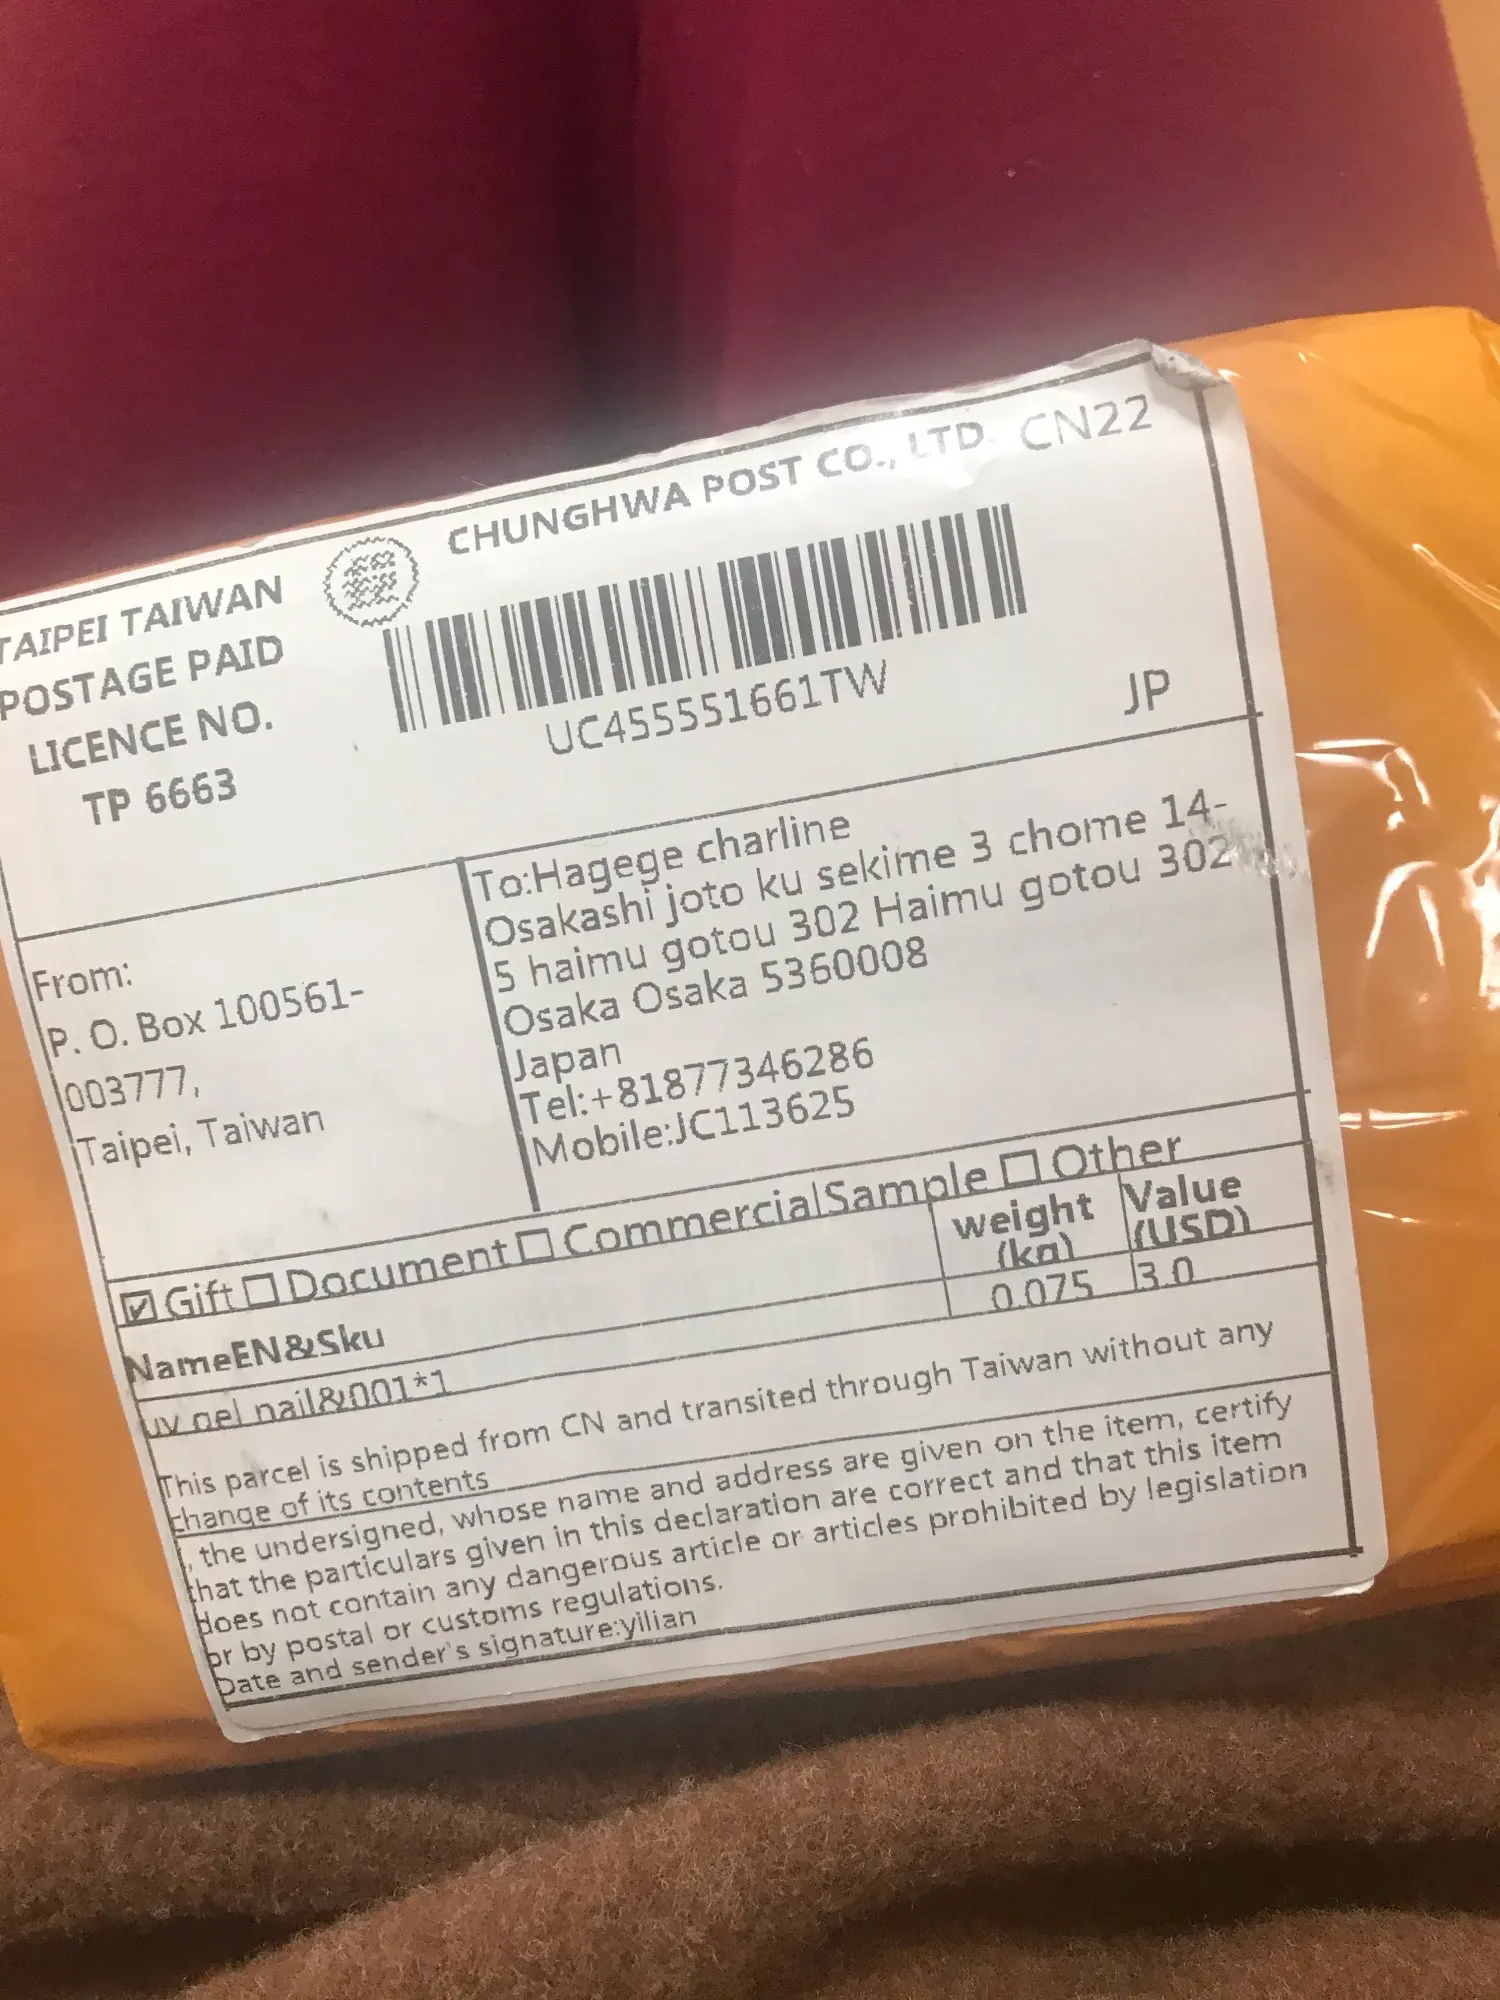 TAIPEI TAIWAN
POSTAGE PAID
LICENCE NO.
TP 6663
CHUNGHWA POST CO., LTD. CN22
UC455551661TW
JP
From:
P. O. Box 100561-
003777,
Taipei, Taiwan
To:Hagege charline
Osakashi joto ku sekime 3 chome 14-
5 haimu gotou 302 Haimu gotou 302
Osaka Osaka 5360008
Japan
Tel:+81877346286
Mobile:JC113625
☑ Gift ☐ Document ☐ CommercialSample ☐ Other
NameEN&Sku
weight
(kg)
Value
(USD)
uv gel nail&001*1
0.075
3.0
This parcel is shipped from CN and transited through Taiwan without any
change of its contents
, the undersigned, whose name and address are given on the item, certify
that the particulars given in this declaration are correct and that this item
does not contain any dangerous article or articles prohibited by legislation
or by postal or customs regulations.
Date and sender's signature:yilian